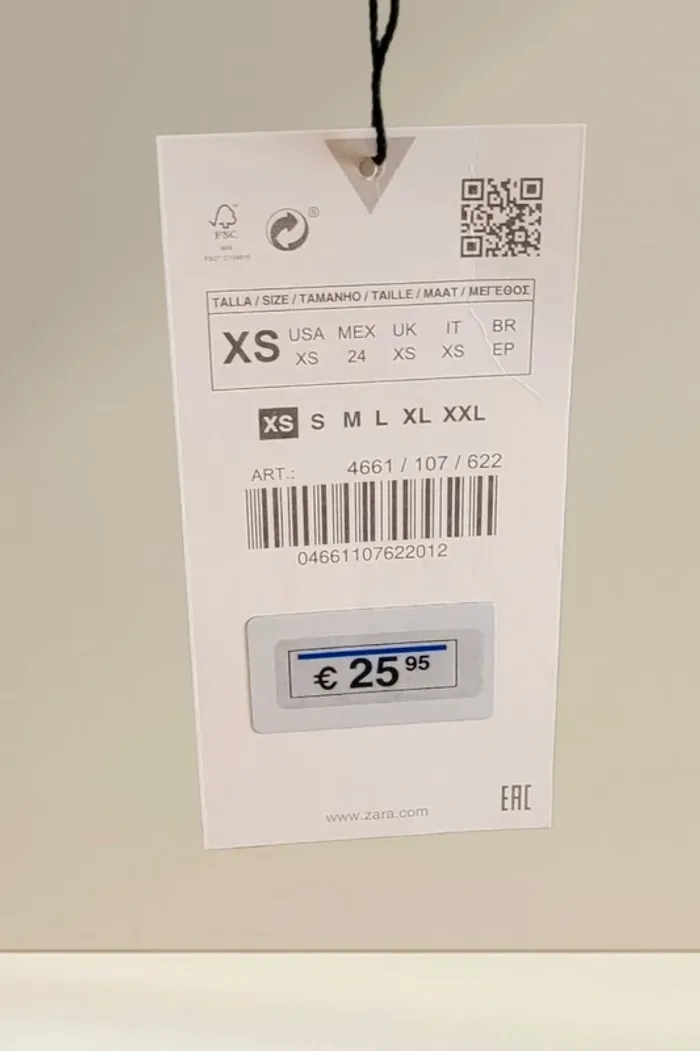 ®
FSC
TALLA / SIZE / TAMANHO / TAILLE / MAAT / ΜΕΓΕΘΟΣ
XS
USA MEX UK IT BR
XS 24 XS XS EP
XS S M L XL XXL
ART.: 4661 / 107 / 622
04661107622012
€ 25 95
www.zara.com
EAC